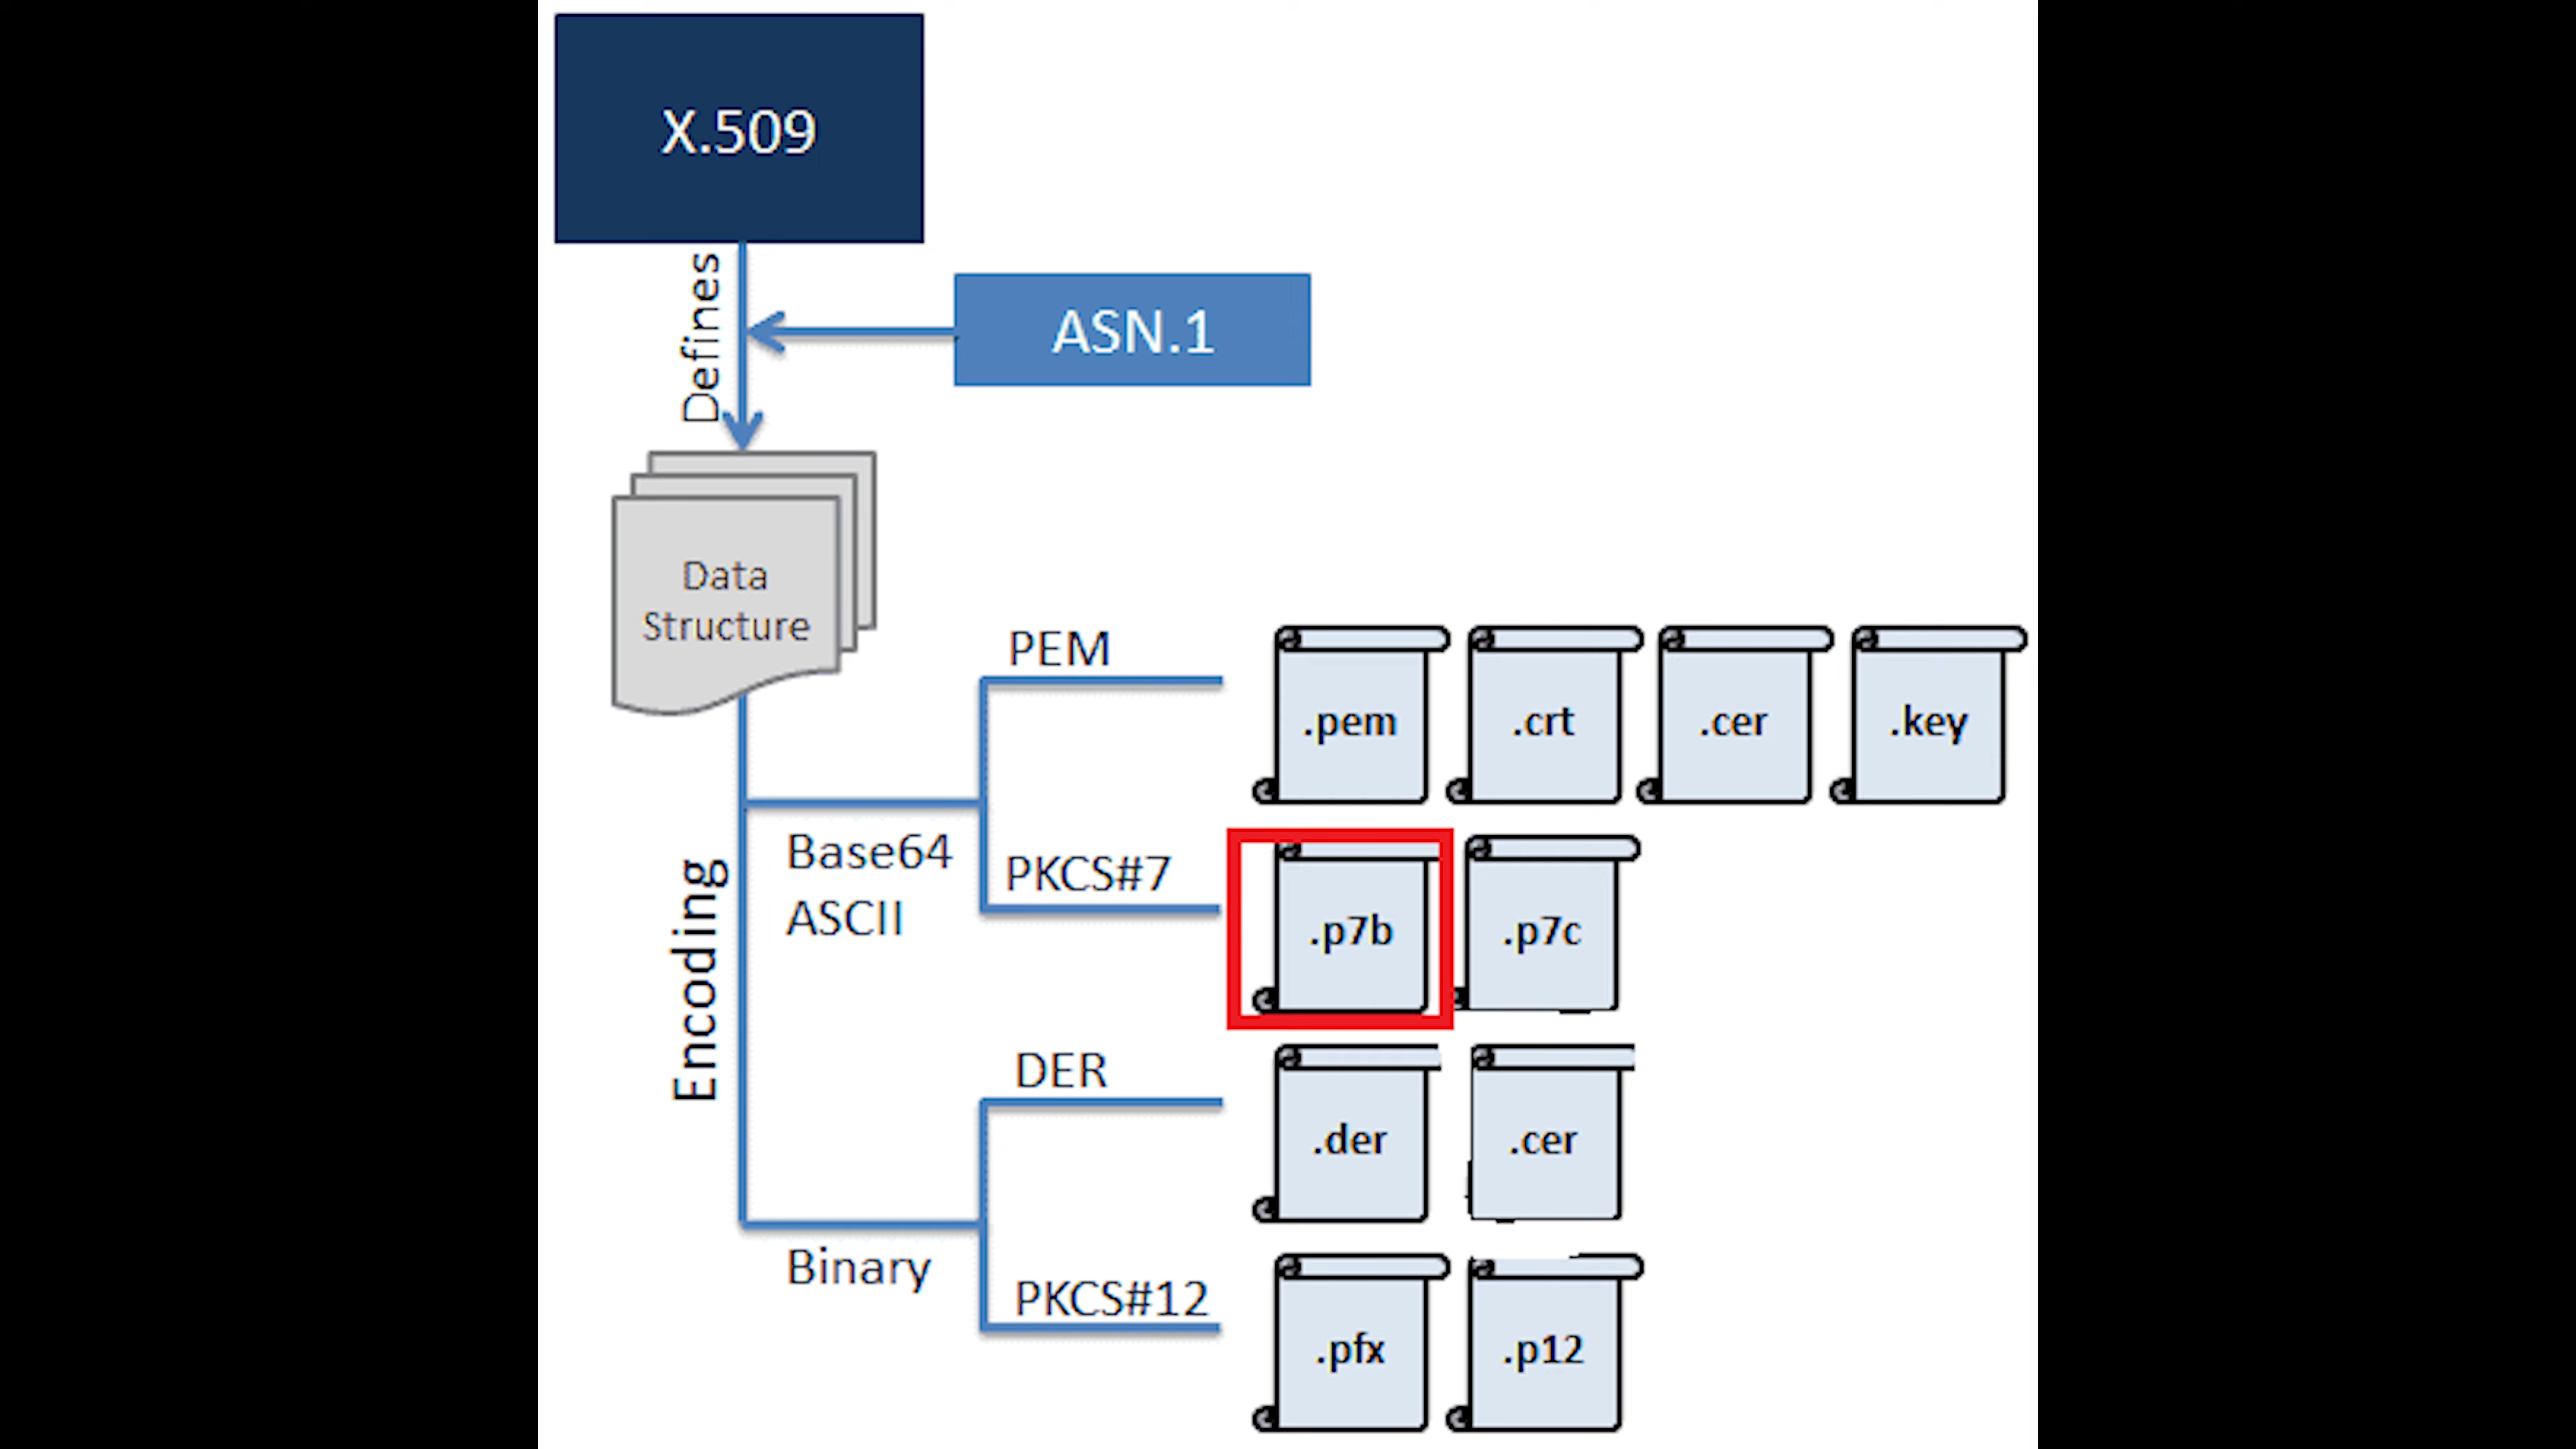 X.509
Defines
ASN.1
Data
Structure
Encoding
Base64
ASCII
PEM
.pem .crt .cer .key
PKCS#7
.p7b .p7c
Binary
DER
.der .cer
PKCS#12
.pfx .p12